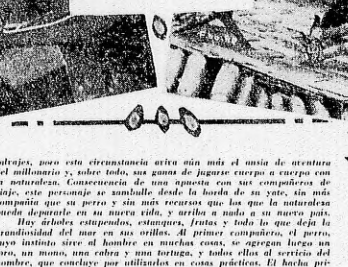 salvajes, pero esta circunstancia aviva aún más el ansia de aventura
del millonario y, sobre todo, sus ganas de jugarse cuerpo a cuerpo con
la naturaleza. Consecuencia de una apuesta con sus compañeros de
viaje, este personaje se zambulle desde la borda de su yate, sin más
compañía que su perro y sin más recursos que los que la naturaleza
pueda depararle en su nueva vida, y arriba a nado a su nuevo país.
Hay árboles estupendos, estanques, frutas y todo lo que deja la
grandiosidad del mar en sus orillas. Al primer compañero, el perro,
cuyo instinto sirve al hombre en muchas cosas, se agregan luego un
loro, un mono, una cabra y una tortuga, y todos ellos al servicio del
hombre, que concluye por utilizarlos en cosas prácticas. El hacha pri-